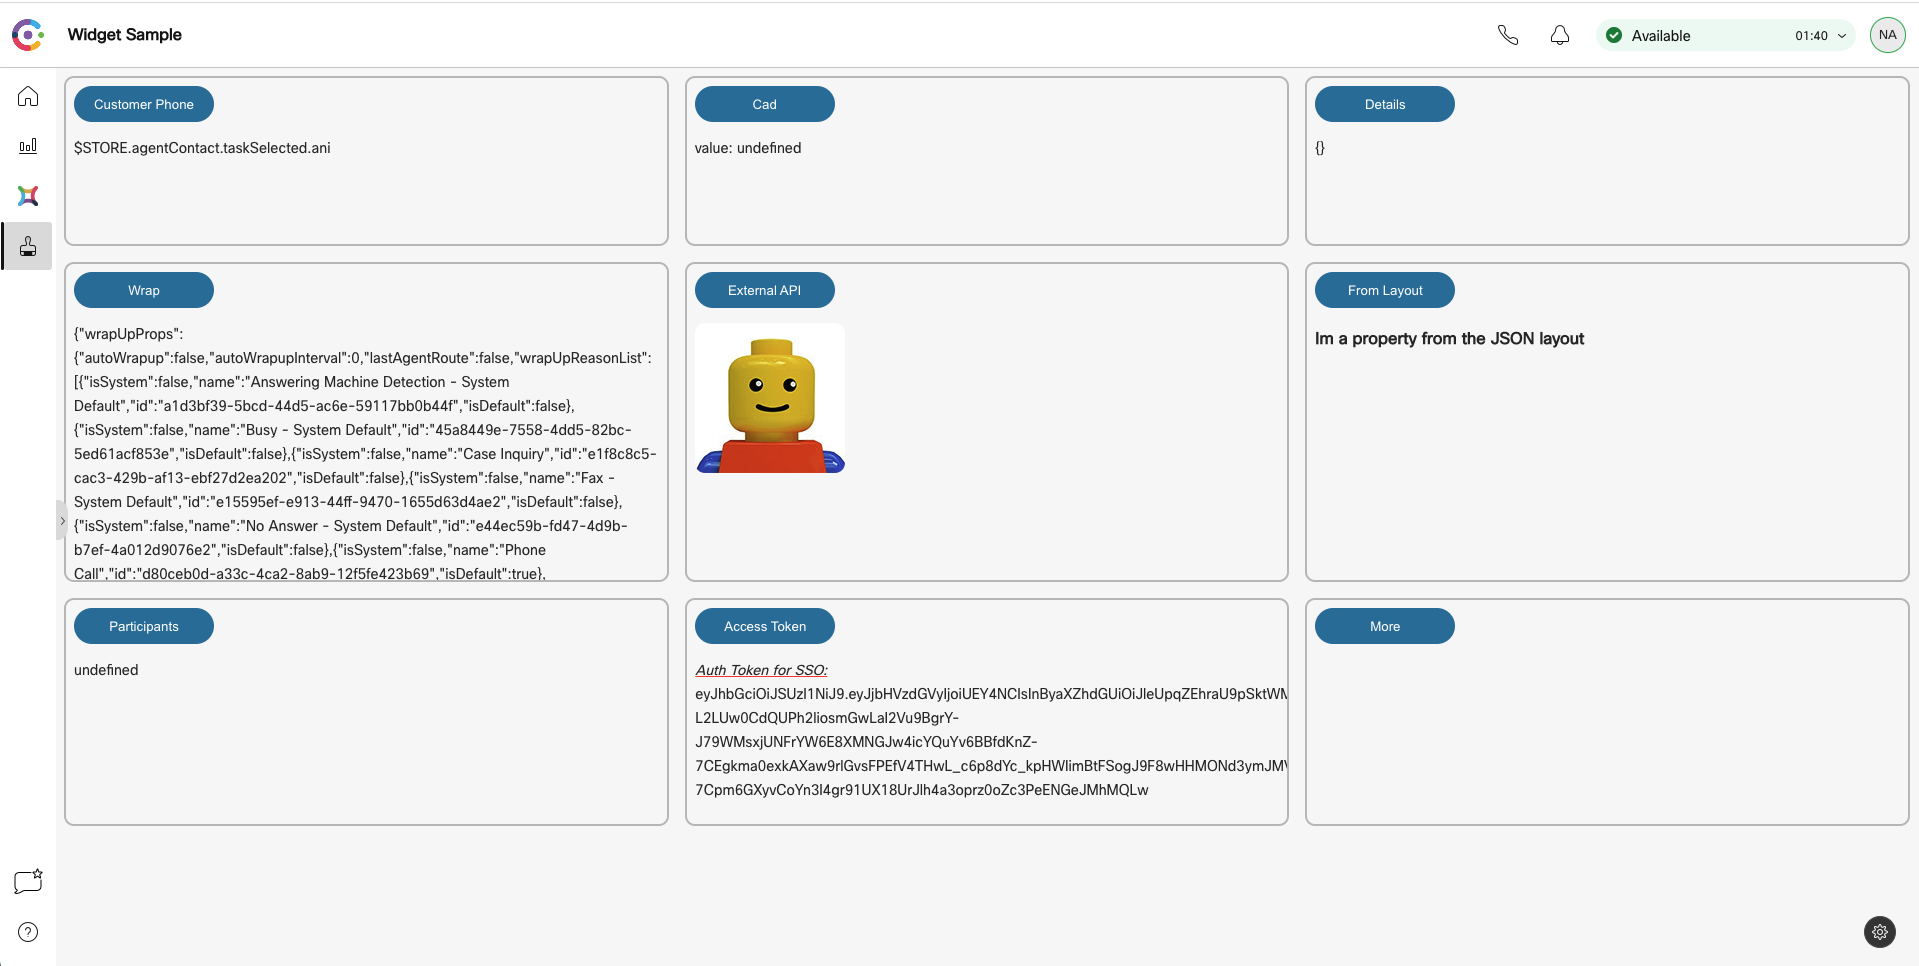 Widget Sample
Available
01:40
NA
Customer Phone
$STORE.agentContact.taskSelected.ani
Cad
value: undefined
Details
{}
Wrap
{"wrapUpProps":
{"autoWrapup":false,"autoWrapupInterval":0,"lastAgentRoute":false,"wrapUpReasonList":
[{"isSystem":false,"name":"Answering Machine Detection - System
Default","id":"a1d3bf39-5bcd-44d5-ac6e-59117bb0b44f","isDefault":false},
{"isSystem":false,"name":"Busy - System Default","id":"45a8449e-7558-4dd5-82bc-
5ed61acf853e","isDefault":false},{"isSystem":false,"name":"Case Inquiry","id":"e1f8c8c5-
cac3-429b-af13-ebf27d2ea202","isDefault":false},{"isSystem":false,"name":"Fax -
System Default","id":"e15595ef-e913-44ff-9470-1655d63d4ae2","isDefault":false},
{"isSystem":false,"name":"No Answer - System Default","id":"e44ec59b-fd47-4d9b-
b7ef-4a012d9076e2","isDefault":false},{"isSystem":false,"name":"Phone
Call","id":"d80ceb0d-a33c-4ca2-8ab9-12f5fe423b69","isDefault":true},
External API
From Layout
Im a property from the JSON layout
Participants
undefined
Access Token
Auth Token for SSO:
eyJhbGciOiJSUzI1NiJ9.eyJjbHVzdGVyIjoiUEY4NCIsInByaXZhdGUiOiJleUpqZEhraU9pSktWM
L2LUw0CdQUPh2liosmGwLaI2Vu9BgrY-
J79WMsxjUNFrYW6E8XMNGJw4icYQuYv6BBfdKnZ-
7CEgkma0exkAXaw9rlGvsFPEfV4THwL_c6p8dYc_kpHWlimBtFSogJ9F8wHHMONd3ymJMV
7Cpm6GXyvCoYn3l4gr91UX18UrJlh4a3oprz0oZc3PeENGeJMhMQLw
More